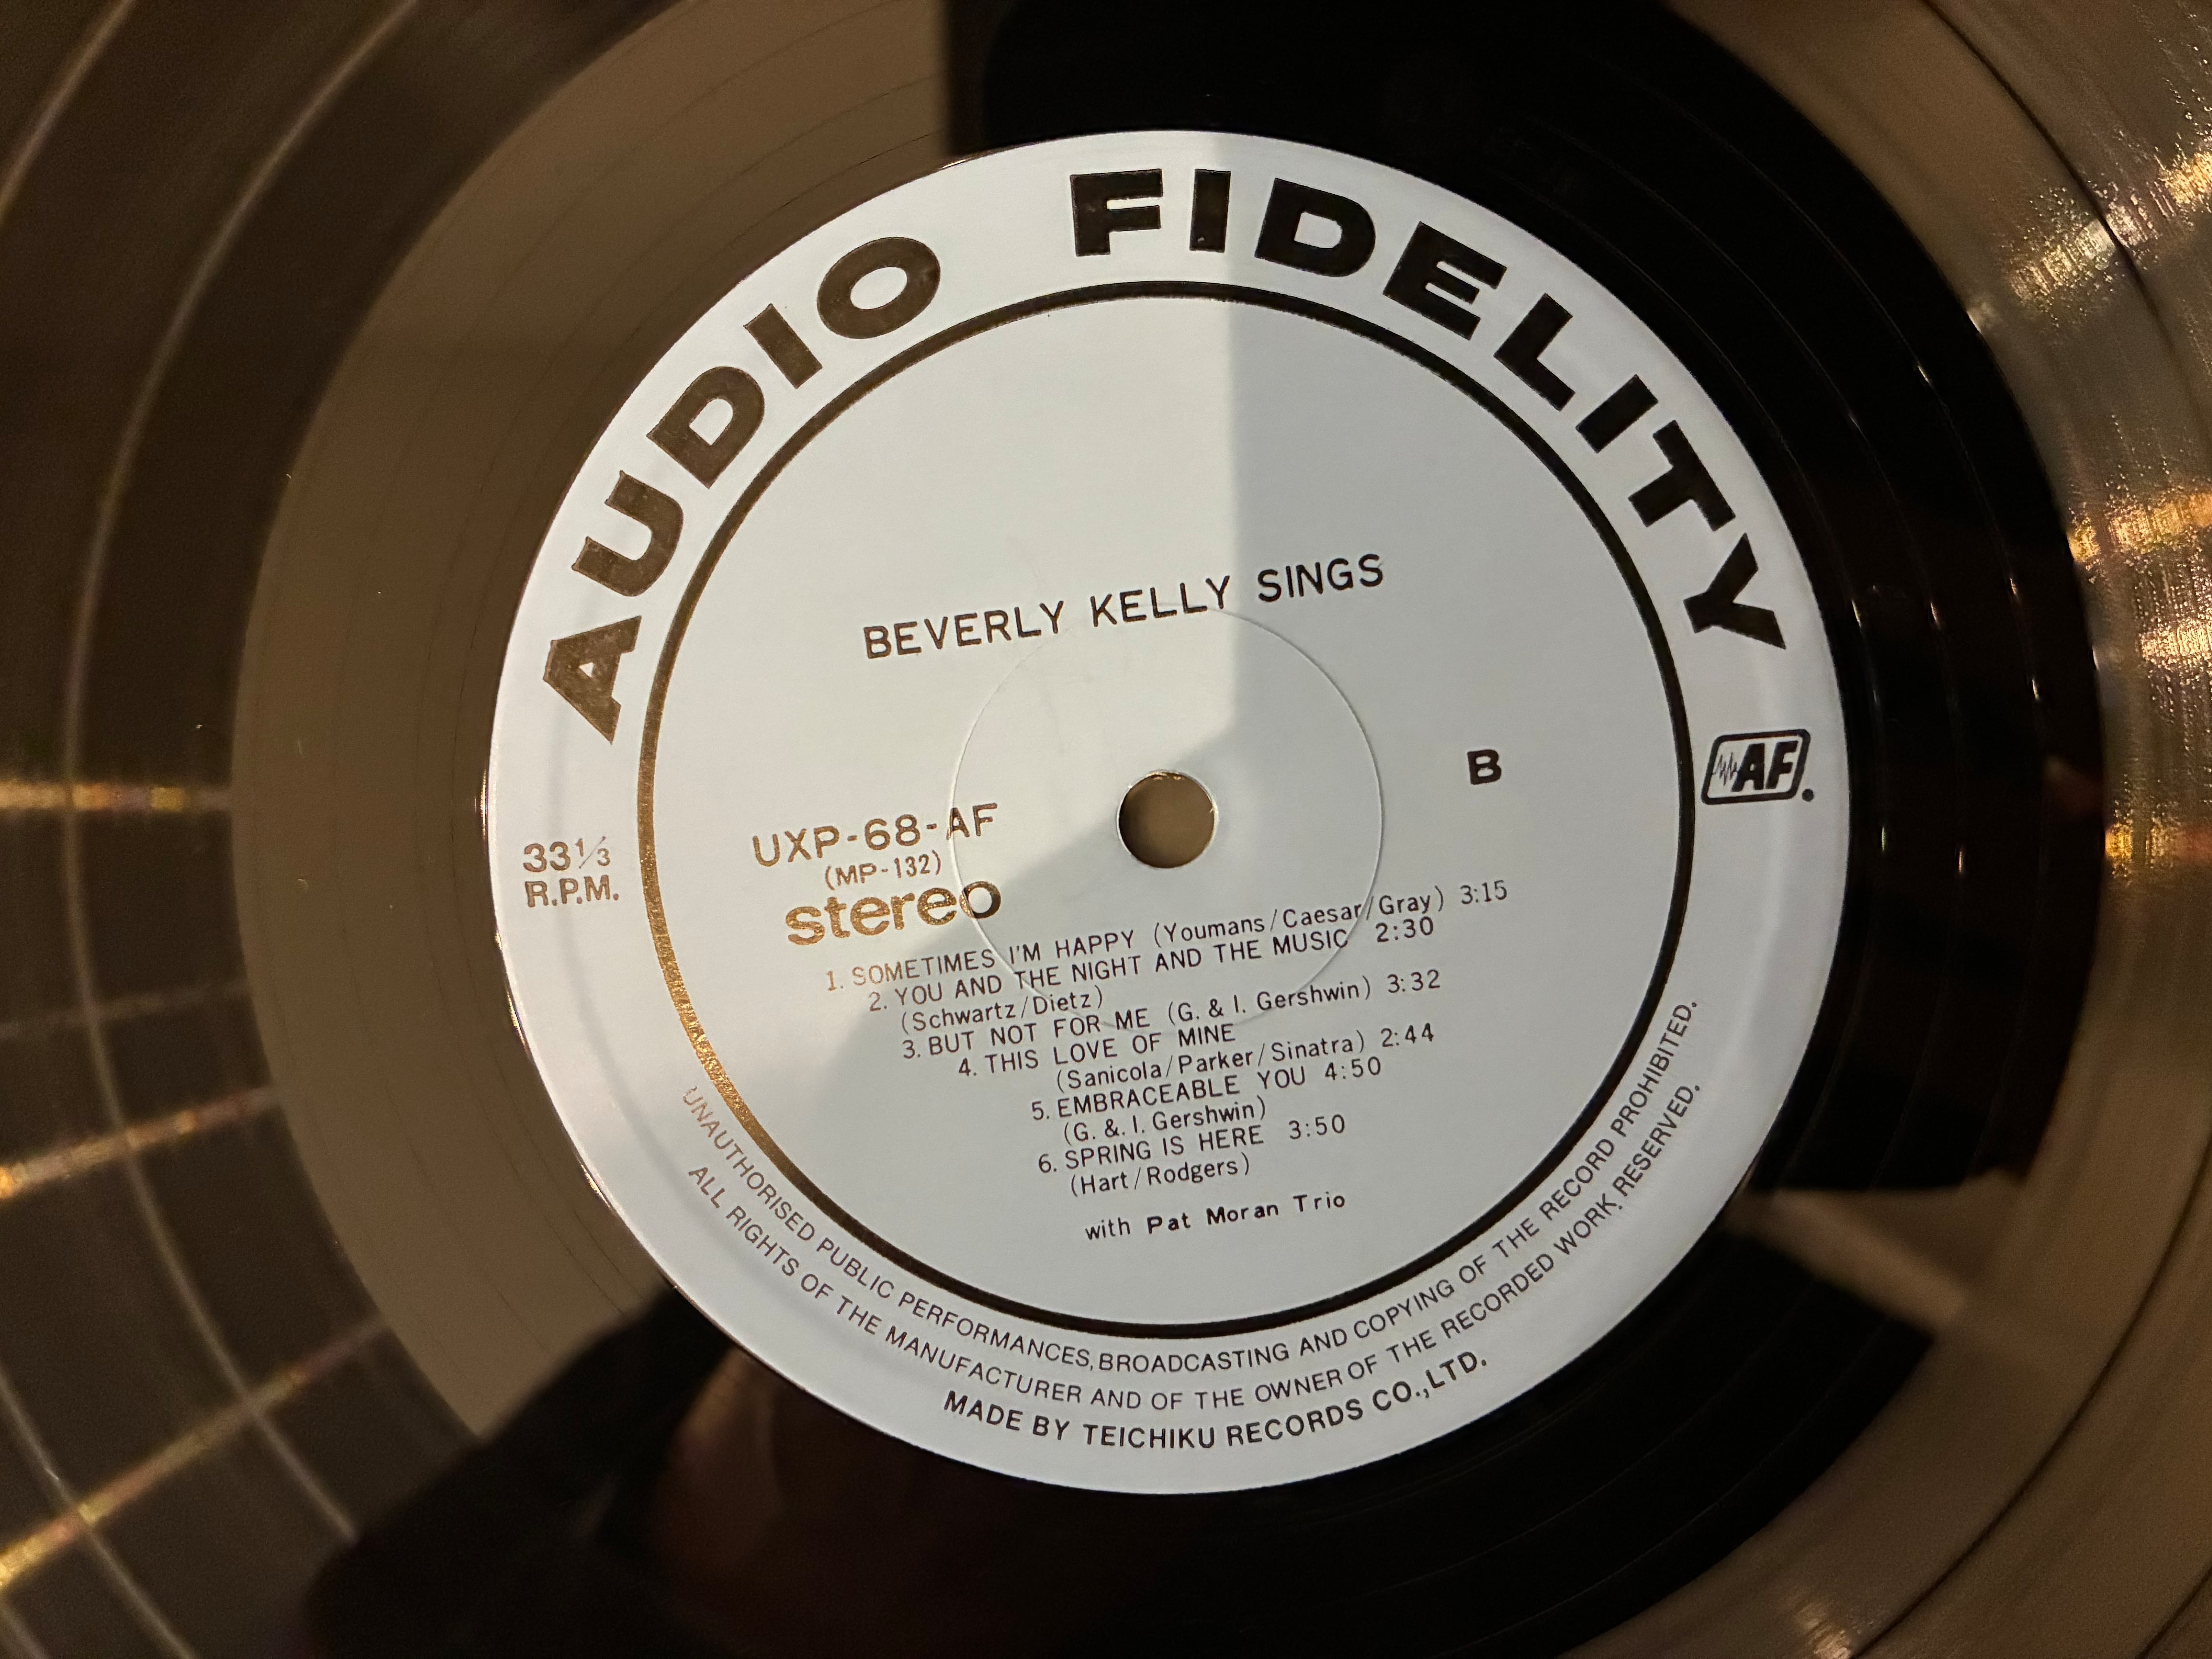 AUDIO FIDELITY
BEVERLY KELLY SINGS
B
AF
33⅓
R.P.M.
UXP-68-AF
(MP-132)
stereo
1. SOMETIMES I'M HAPPY (Youmans/Caesar/Gray) 3:15
2. YOU AND THE NIGHT AND THE MUSIC 2:30
(Schwartz/Dietz)
3. BUT NOT FOR ME (G. & I. Gershwin) 3:32
4. THIS LOVE OF MINE
(Sanicola/Parker/Sinatra) 2:44
5. EMBRACEABLE YOU 4:50
(G. &. I. Gershwin)
6. SPRING IS HERE 3:50
(Hart/Rodgers)
with Pat Moran Trio
UNAUTHORISED PUBLIC PERFORMANCES, BROADCASTING AND COPYING OF THE RECORD PROHIBITED.
ALL RIGHTS OF THE MANUFACTURER AND OF THE OWNER OF THE RECORDED WORK RESERVED.
MADE BY TEICHIKU RECORDS CO., LTD.